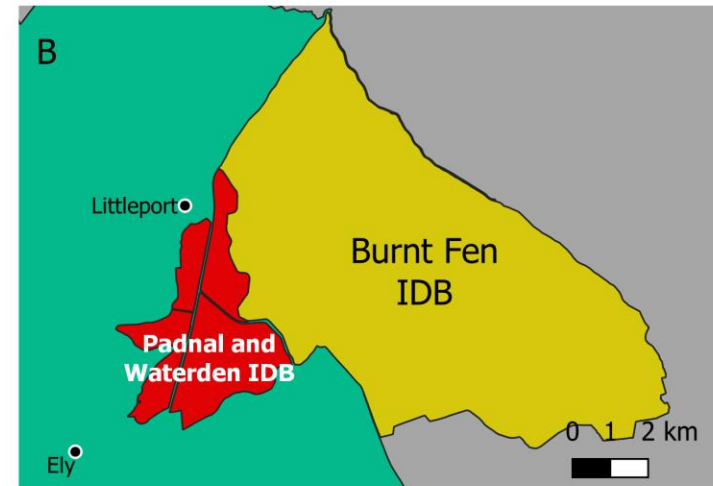 B
Littleport
Burnt Fen
IDB
Padnal and
Waterden IDB
Ely
0 1 2 km